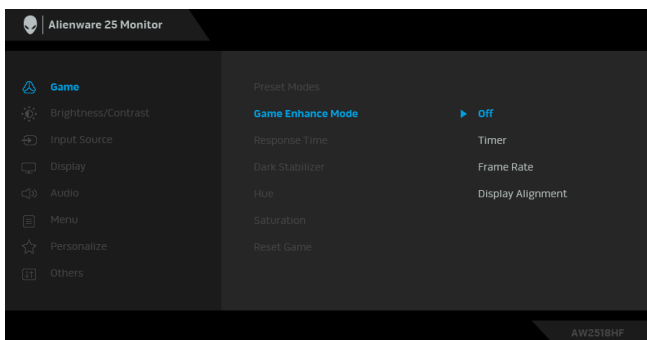 Alienware 25 Monitor
Game
Brightness/Contrast
Input Source
Display
Audio
Menu
Personalize
Others
Preset Modes
Game Enhance Mode
Response Time
Dark Stabilizer
Hue
Saturation
Reset Game
Off
Timer
Frame Rate
Display Alignment
AW2518HF